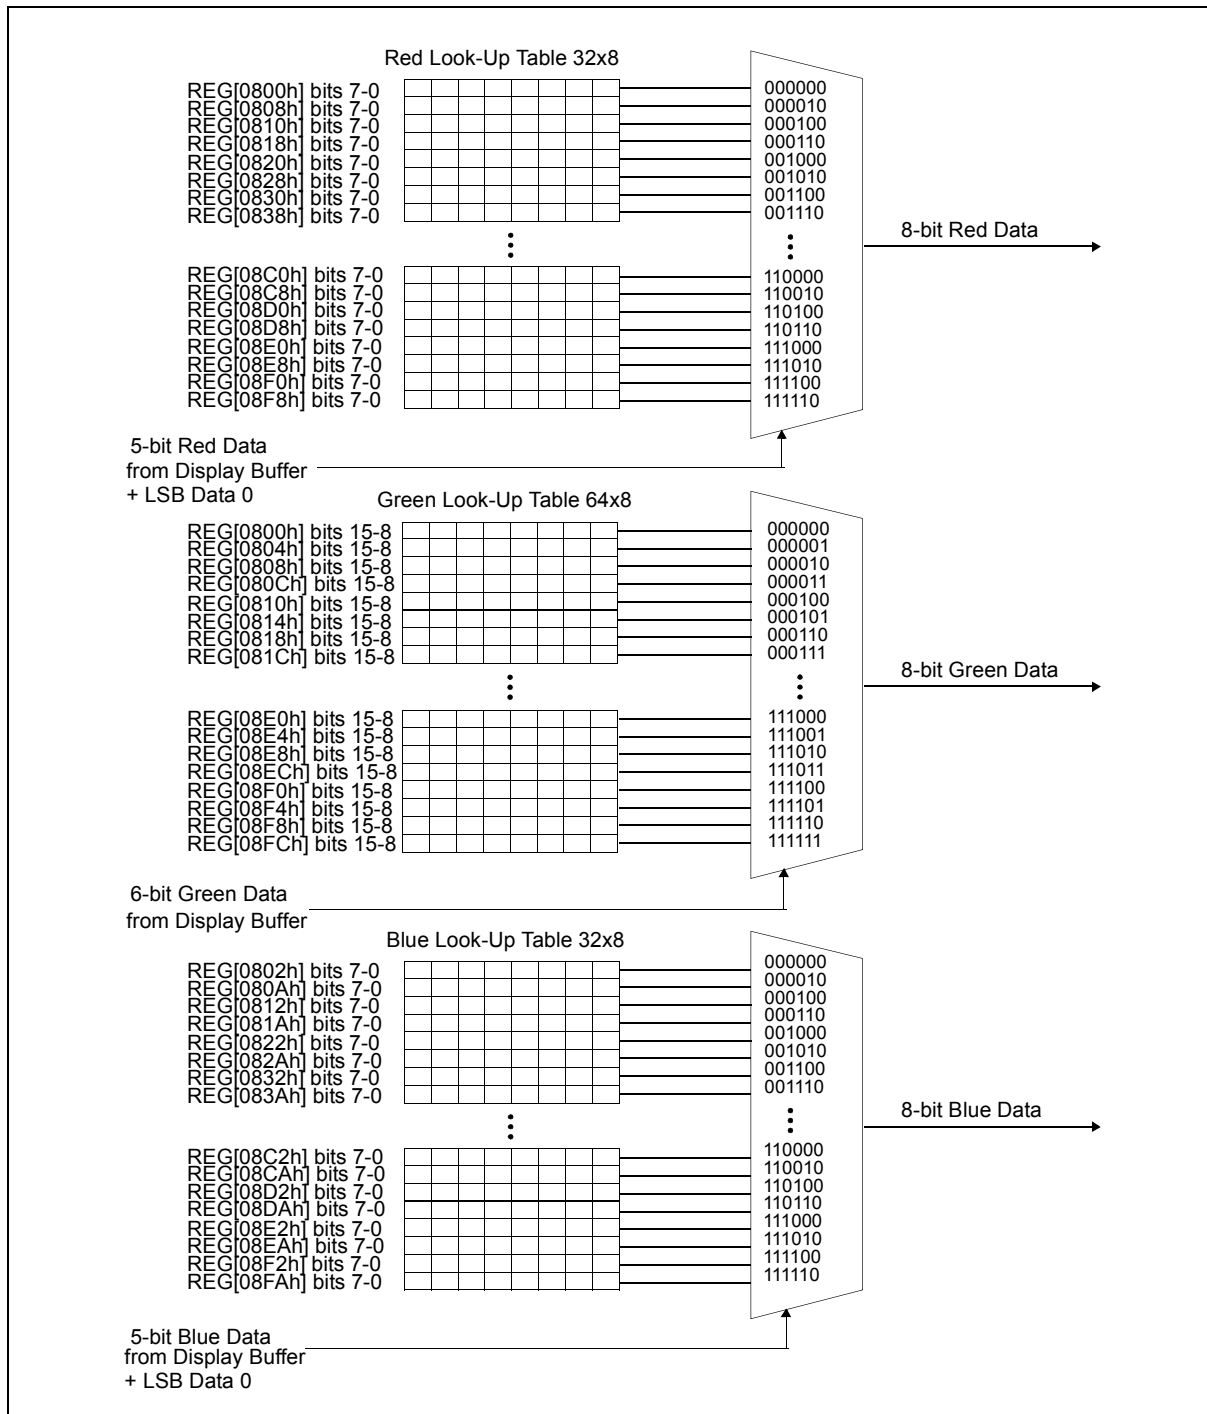 Red Look-Up Table 32x8
REG[0800h] bits 7-0 000000
REG[0808h] bits 7-0 000010
REG[0810h] bits 7-0 000100
REG[0818h] bits 7-0 000110
REG[0820h] bits 7-0 001000
REG[0828h] bits 7-0 001010
REG[0830h] bits 7-0 001100
REG[0838h] bits 7-0 001110
8-bit Red Data
REG[08C0h] bits 7-0 110000
REG[08C8h] bits 7-0 110010
REG[08D0h] bits 7-0 110100
REG[08D8h] bits 7-0 110110
REG[08E0h] bits 7-0 111000
REG[08E8h] bits 7-0 111010
REG[08F0h] bits 7-0 111100
REG[08F8h] bits 7-0 111110
5-bit Red Data
from Display Buffer
+ LSB Data 0
Green Look-Up Table 64x8
REG[0800h] bits 15-8 000000
REG[0804h] bits 15-8 000001
REG[0808h] bits 15-8 000010
REG[080Ch] bits 15-8 000011
REG[0810h] bits 15-8 000100
REG[0814h] bits 15-8 000101
REG[0818h] bits 15-8 000110
REG[081Ch] bits 15-8 000111
8-bit Green Data
REG[08E0h] bits 15-8 111000
REG[08E4h] bits 15-8 111001
REG[08E8h] bits 15-8 111010
REG[08ECh] bits 15-8 111011
REG[08F0h] bits 15-8 111100
REG[08F4h] bits 15-8 111101
REG[08F8h] bits 15-8 111110
REG[08FCh] bits 15-8 111111
6-bit Green Data
from Display Buffer
Blue Look-Up Table 32x8
REG[0802h] bits 7-0 000000
REG[080Ah] bits 7-0 000010
REG[0812h] bits 7-0 000100
REG[081Ah] bits 7-0 000110
REG[0822h] bits 7-0 001000
REG[082Ah] bits 7-0 001010
REG[0832h] bits 7-0 001100
REG[083Ah] bits 7-0 001110
8-bit Blue Data
REG[08C2h] bits 7-0 110000
REG[08CAh] bits 7-0 110010
REG[08D2h] bits 7-0 110100
REG[08DAh] bits 7-0 110110
REG[08E2h] bits 7-0 111000
REG[08EAh] bits 7-0 111010
REG[08F2h] bits 7-0 111100
REG[08FAh] bits 7-0 111110
5-bit Blue Data
from Display Buffer
+ LSB Data 0